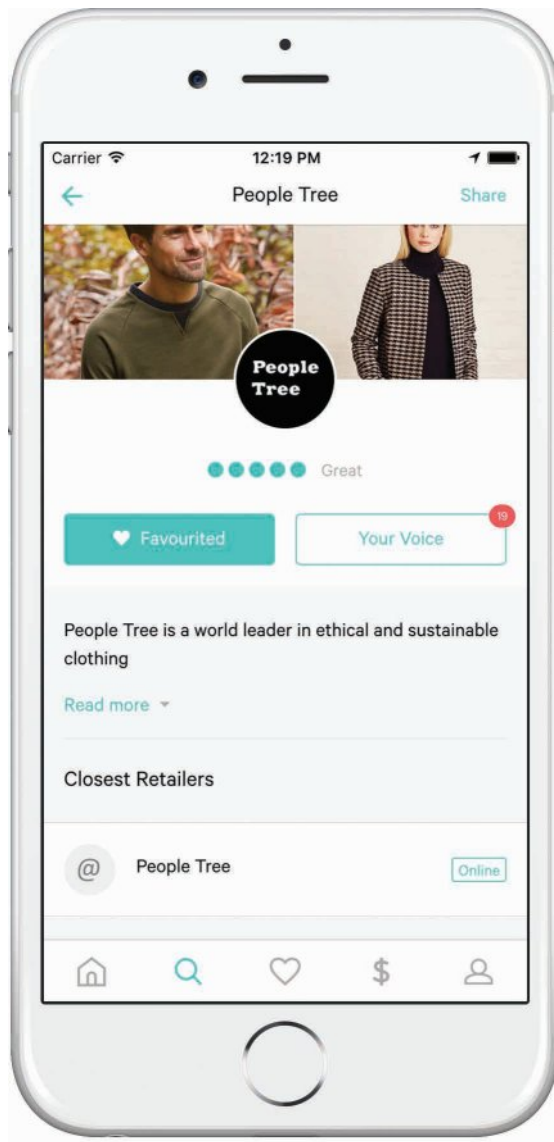 Carrier 12:19 PM
People Tree Share
People
Tree
Great
19
Favourited Your Voice
People Tree is a world leader in ethical and sustainable
clothing
Read more
Closest Retailers
@ People Tree Online
$